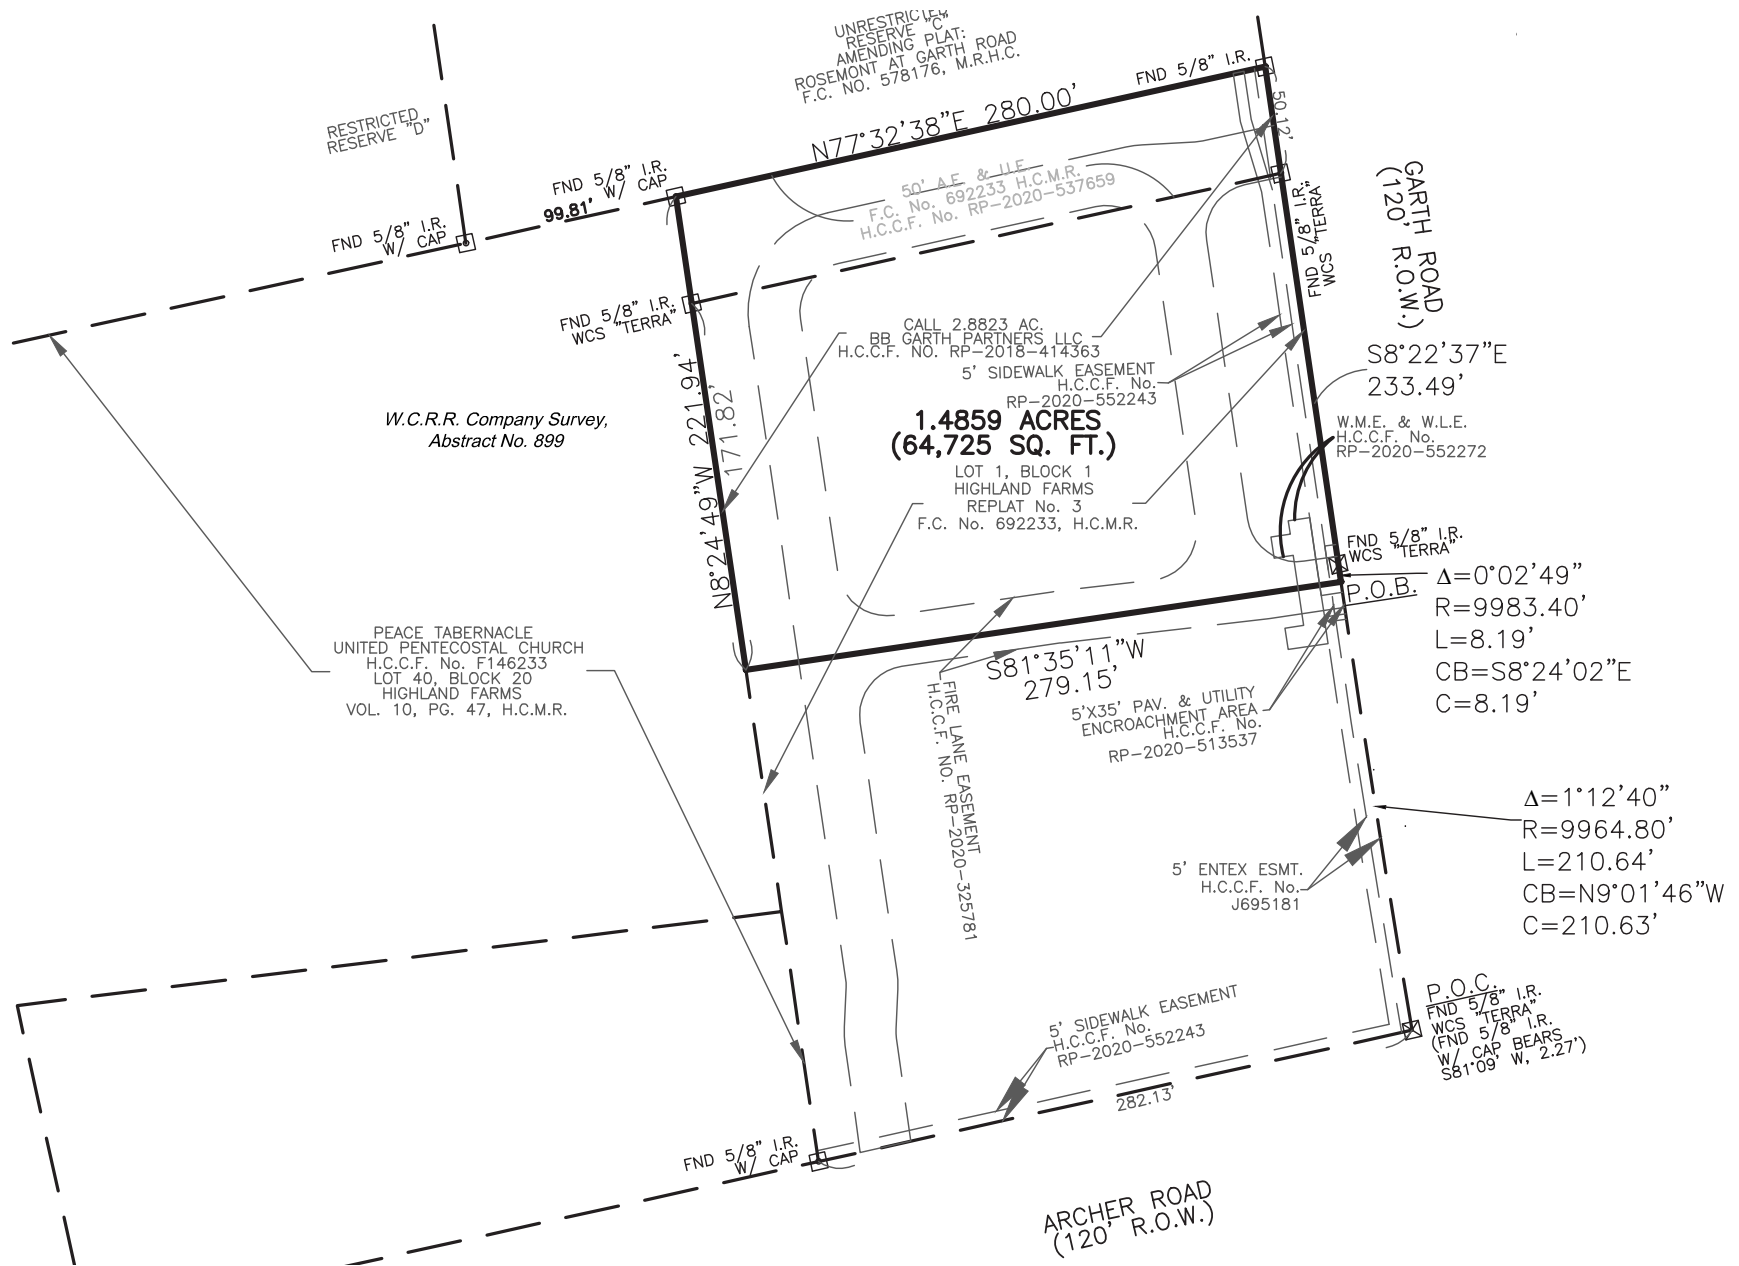 UNRESTRICTED
RESERVE "C"
AMENDING PLAT:
ROSEMONT AT GARTH ROAD
F.C. NO. 578176, M.R.H.C.
RESTRICTED
RESERVE "D"
FND 5/8" I.R.
W/ CAP
99.81'
FND 5/8" I.R.
W/ CAP
N77°32'38"E 280.00'
FND 5/8" I.R.
50.12'
50' A.E. & U.E.
F.C. No. 692233 H.C.M.R.
H.C.C.F. No. RP-2020-537659
FND 5/8" I.R.
WCS "TERRA"
GARTH ROAD
(120' R.O.W.)
FND 5/8" I.R.
WCS "TERRA"
CALL 2.8823 AC.
BB GARTH PARTNERS LLC
H.C.C.F. NO. RP-2018-414363
5' SIDEWALK EASEMENT
H.C.C.F. No.
RP-2020-552243
S8°22'37"E
233.49'
W.C.R.R. Company Survey,
Abstract No. 899
N8°24'49"W 221.94'
171.82'
1.4859 ACRES
(64,725 SQ. FT.)
LOT 1, BLOCK 1
HIGHLAND FARMS
REPLAT No. 3
F.C. No. 692233, H.C.M.R.
W.M.E. & W.L.E.
H.C.C.F. No.
RP-2020-552272
FND 5/8" I.R.
WCS "TERRA"
P.O.B.
Δ=0°02'49"
R=9983.40'
L=8.19'
CB=S8°24'02"E
C=8.19'
PEACE TABERNACLE
UNITED PENTECOSTAL CHURCH
H.C.C.F. No. F146233
LOT 40, BLOCK 20
HIGHLAND FARMS
VOL. 10, PG. 47, H.C.M.R.
S81°35'11"W
279.15'
FIRE LANE EASEMENT
H.C.C.F. NO. RP-2020-325781
5'X35' PAV. & UTILITY
ENCROACHMENT AREA
H.C.C.F. No.
RP-2020-513537
Δ=1°12'40"
R=9964.80'
L=210.64'
CB=N9°01'46"W
C=210.63'
5' ENTEX ESMT.
H.C.C.F. No.
J695181
P.O.C.
FND 5/8" I.R.
WCS "TERRA"
(FND 5/8" I.R.
W/ CAP BEARS
S81°09' W, 2.27')
5' SIDEWALK EASEMENT
H.C.C.F. No.
RP-2020-552243
282.13'
FND 5/8" I.R.
W/ CAP
ARCHER ROAD
(120' R.O.W.)